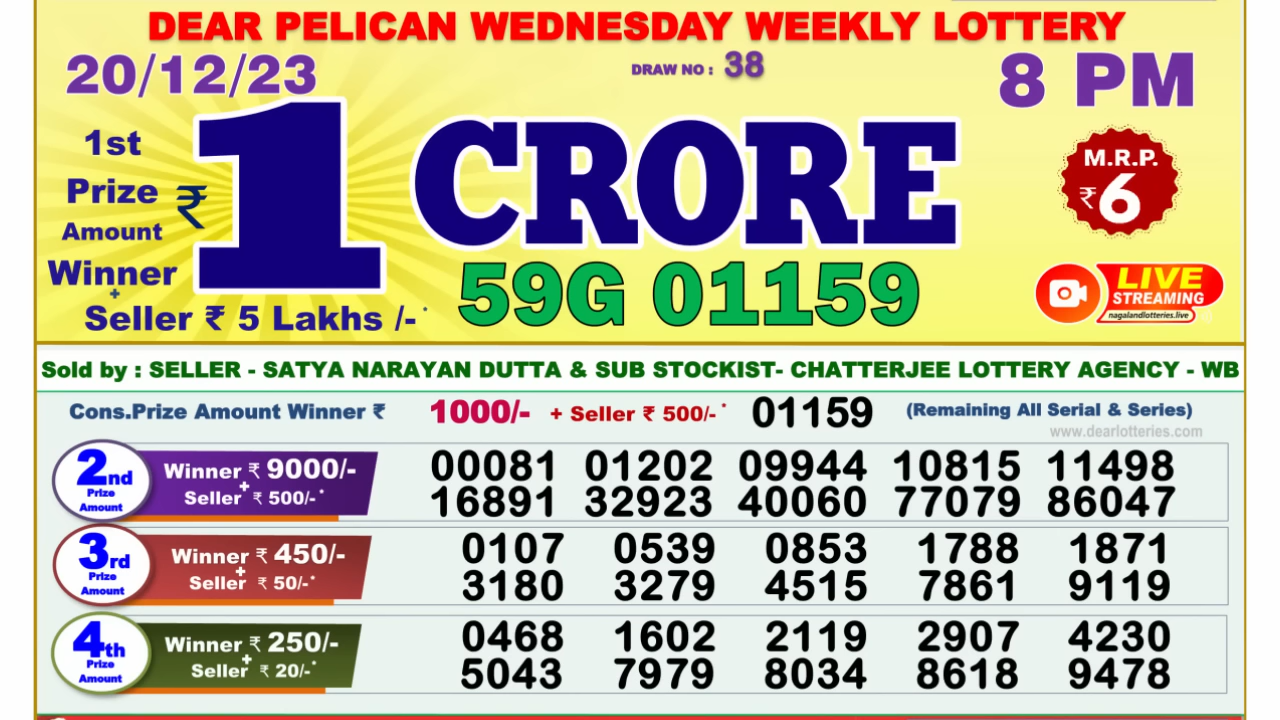 DEAR PELICAN WEDNESDAY WEEKLY LOTTERY
20/12/23
DRAW NO : 38
8 PM
1st
Prize
Amount
Winner
+
Seller ₹ 5 Lakhs /-*
₹ 1 CRORE
59G 01159
M.R.P.
₹ 6
LIVE
STREAMING
nagalandlotteries.live
Sold by : SELLER - SATYA NARAYAN DUTTA & SUB STOCKIST- CHATTERJEE LOTTERY AGENCY - WB
Cons.Prize Amount Winner ₹ 1000/- + Seller ₹ 500/-* 01159 (Remaining All Serial & Series)
www.dearlotteries.com
2nd
Prize
Amount
Winner ₹ 9000/-
+
Seller ₹ 500/-*
00081 01202 09944 10815 11498
16891 32923 40060 77079 86047
3rd
Prize
Amount
Winner ₹ 450/-
+
Seller ₹ 50/-*
0107 0539 0853 1788 1871
3180 3279 4515 7861 9119
4th
Prize
Amount
Winner ₹ 250/-
+
Seller ₹ 20/-*
0468 1602 2119 2907 4230
5043 7979 8034 8618 9478